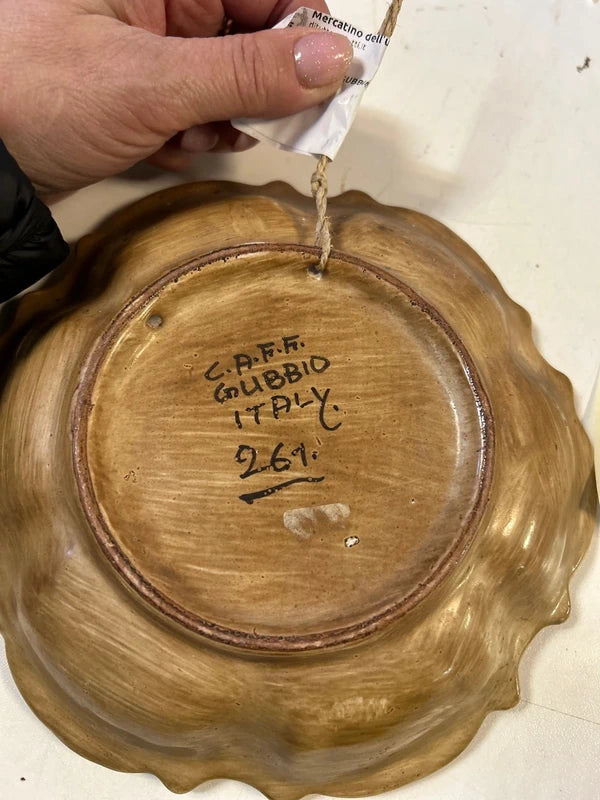 Mercatino dell'u
C.A.F.F.
GUBBIO
ITALY.
261.